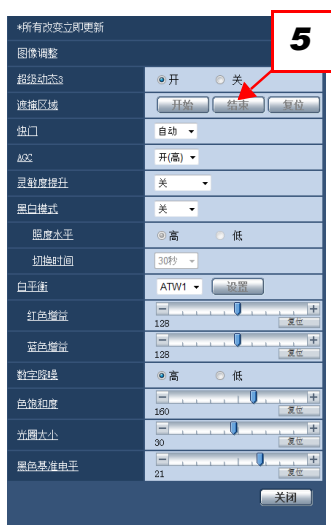 *所有改变立即更新
5
图像调整
超级动态3 开 关
遮掩区域 开始 结束 复位
快门 自动
AGC 开(高)
灵敏度提升 关
黑白模式 关
照度水平 高 低
切换时间 30秒
白平衡 ATW1 设置
红色增益 − +
128 复位
蓝色增益 − +
128 复位
数字降噪 高 低
色饱和度 − +
160 复位
光圈大小 − +
30 复位
黑色基准电平 − +
21 复位
关闭